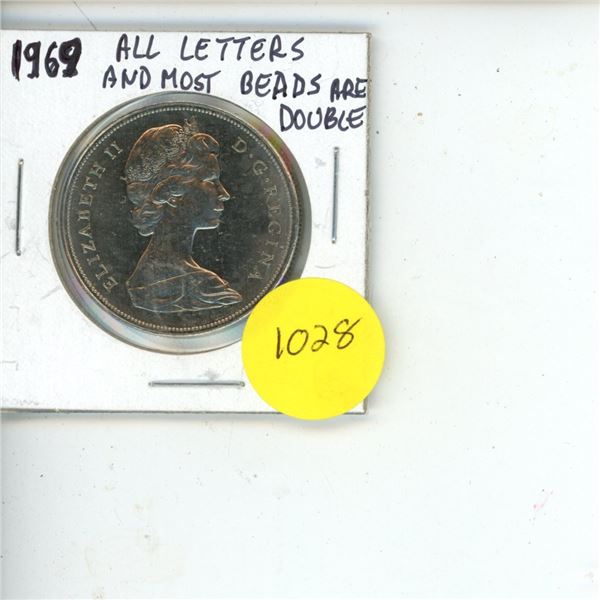 1969 ALL LETTERS
AND MOST BEADS ARE
DOUBLE
ELIZABETH II D·G·REGINA
1028